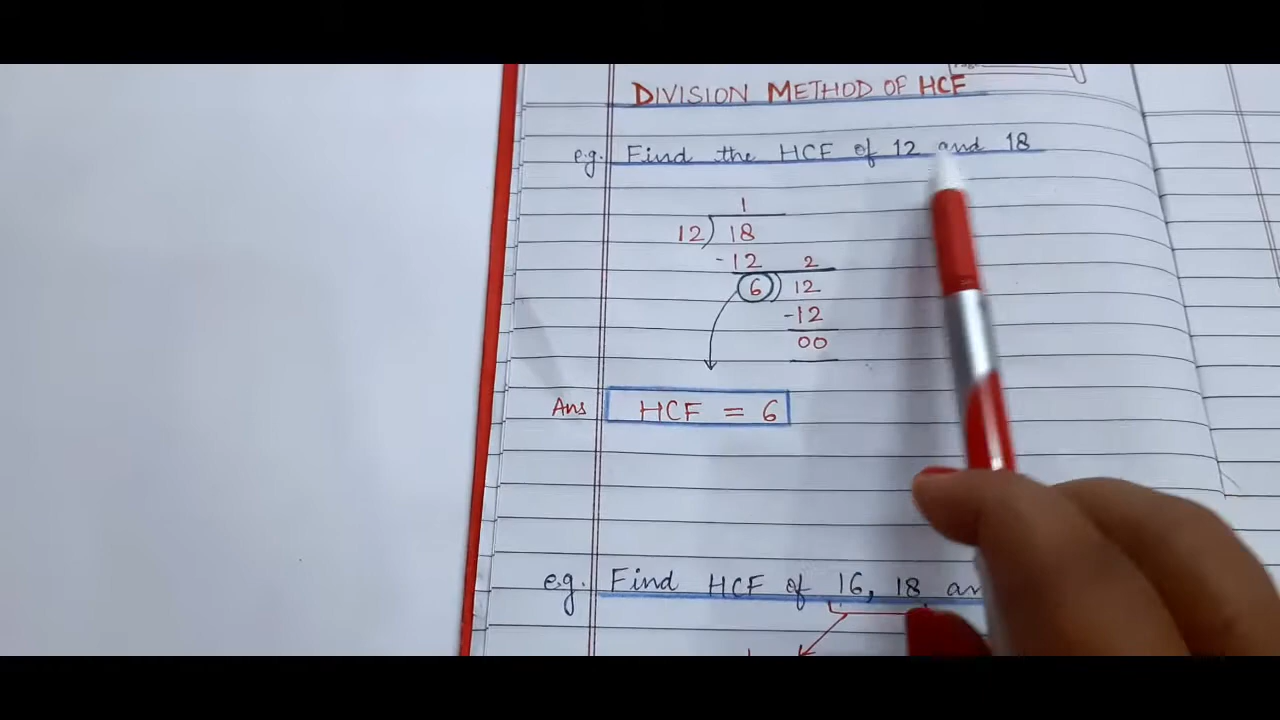 DIVISION METHOD OF HCF
e.g. Find the HCF of 12 and 18
1
12) 18
-12 2
6) 12
-12
00
Ans HCF = 6
e.g. Find HCF of 16, 18